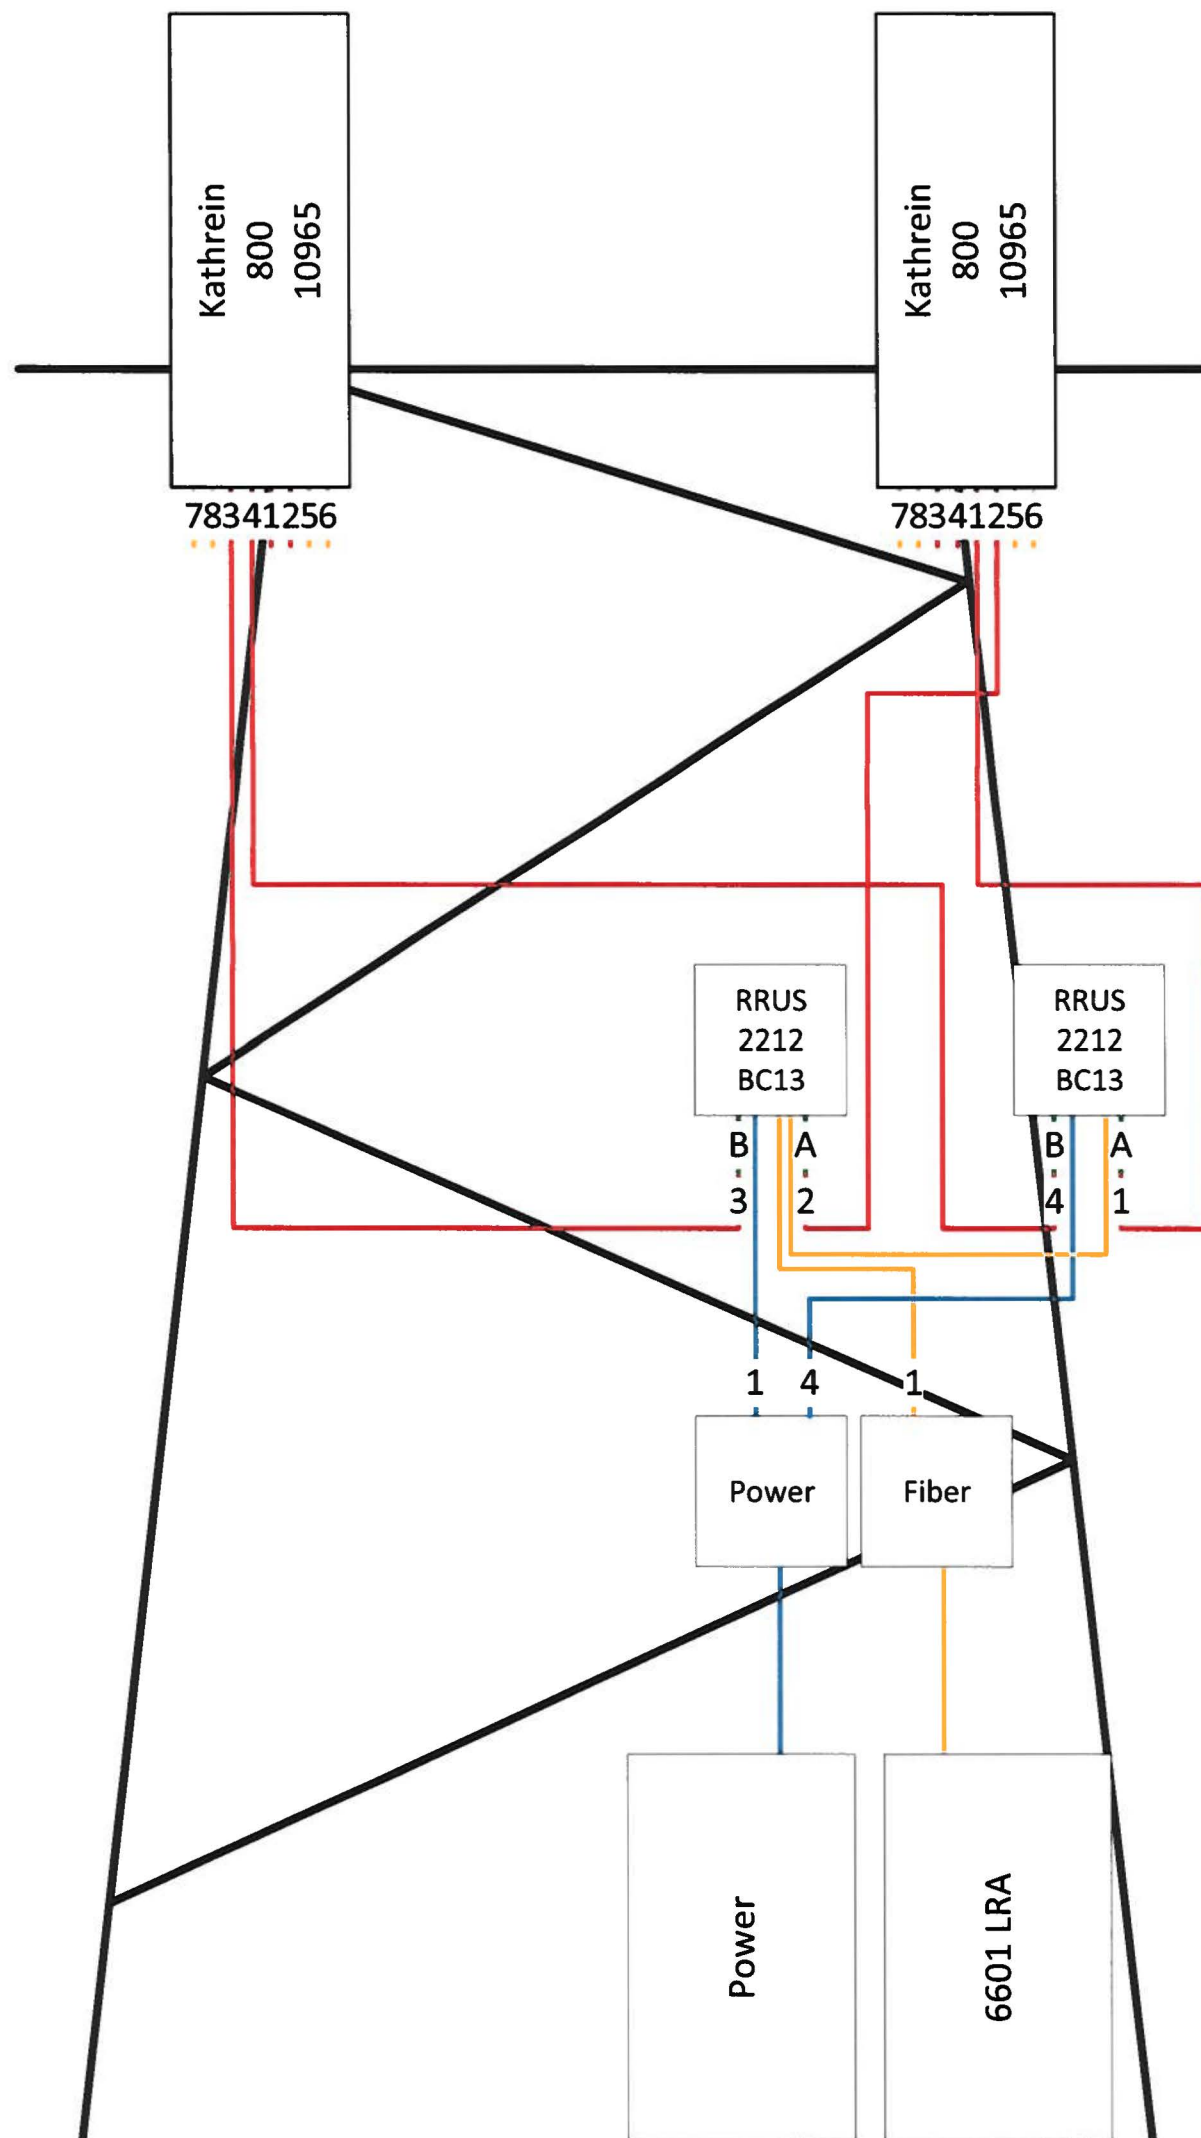 Kathrein
800
10965
Kathrein
800
10965
78341256
78341256
RRUS
2212
BC13
RRUS
2212
BC13
B A
B A
3 2
4 1
1 4 1
Power
Fiber
Power
6601 LRA